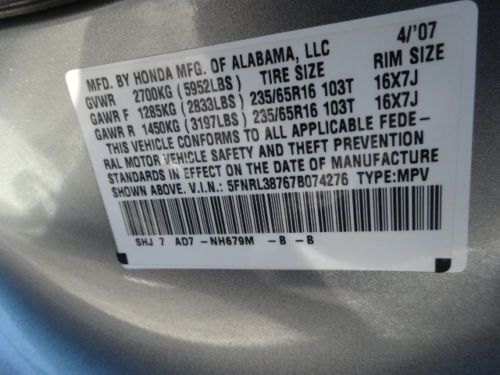 MFD. BY HONDA MFG. OF ALABAMA, LLC 4/'07
GVWR 2700KG (5952LBS) TIRE SIZE RIM SIZE
GAWR F 1285KG (2833LBS) 235/65R16 103T 16X7J
GAWR R 1450KG (3197LBS) 235/65R16 103T 16X7J
THIS VEHICLE CONFORMS TO ALL APPLICABLE FEDE-
RAL MOTOR VEHICLE SAFETY AND THEFT PREVENTION
STANDARDS IN EFFECT ON THE DATE OF MANUFACTURE
SHOWN ABOVE. V.I.N.: 5FNRL38767B074276 TYPE:MPV
SHJ 7 AD7 -NH679M -B -B